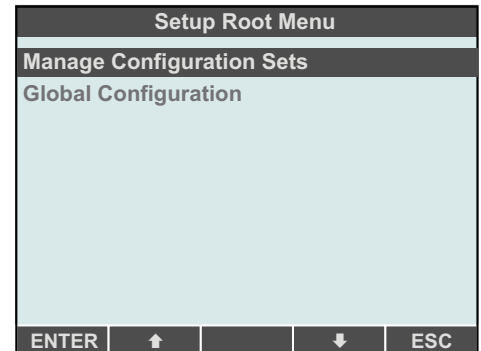 Setup Root Menu
Manage Configuration Sets
Global Configuration
ENTER ⬆ ⬇ ESC